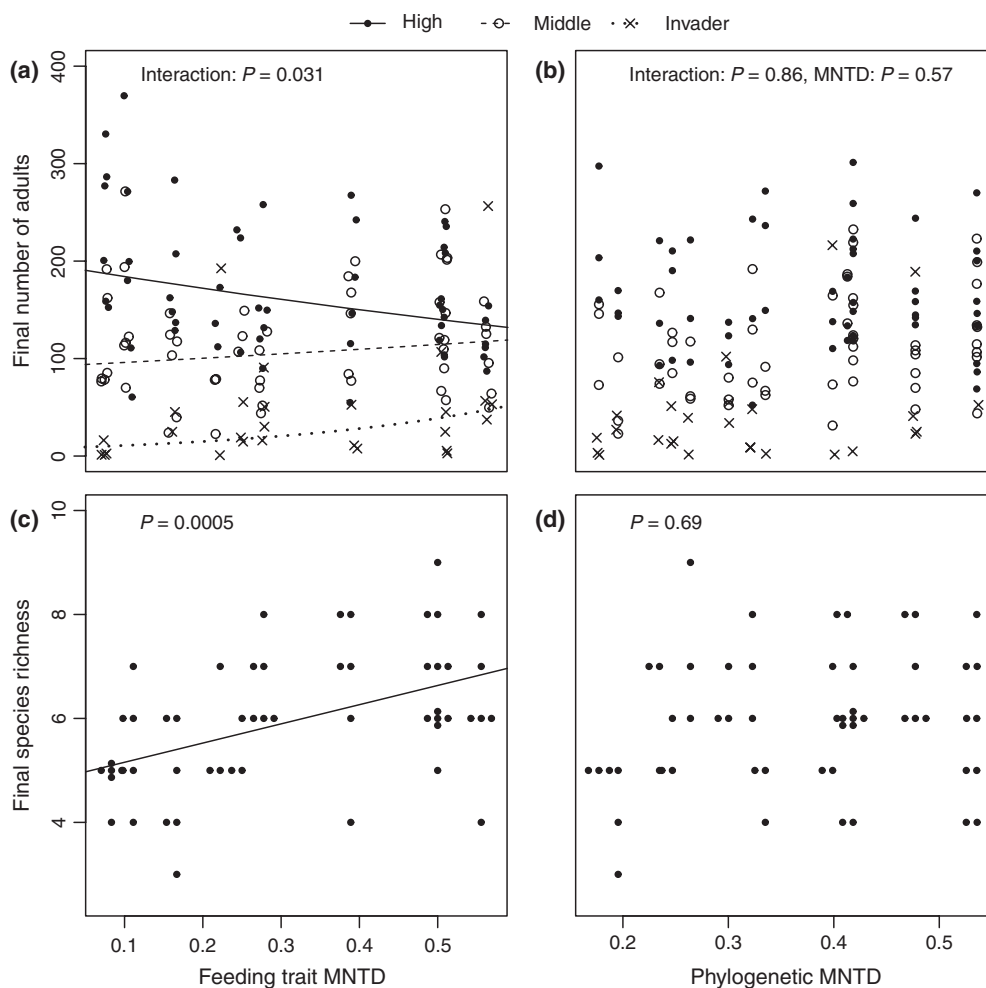 High Middle Invader
(a) Interaction: P = 0.031
(b) Interaction: P = 0.86, MNTD: P = 0.57
400
300
200
100
0
Final number of adults
(c) P = 0.0005
(d) P = 0.69
10
8
6
4
Final species richness
0.1 0.2 0.3 0.4 0.5
0.2 0.3 0.4 0.5
Feeding trait MNTD
Phylogenetic MNTD